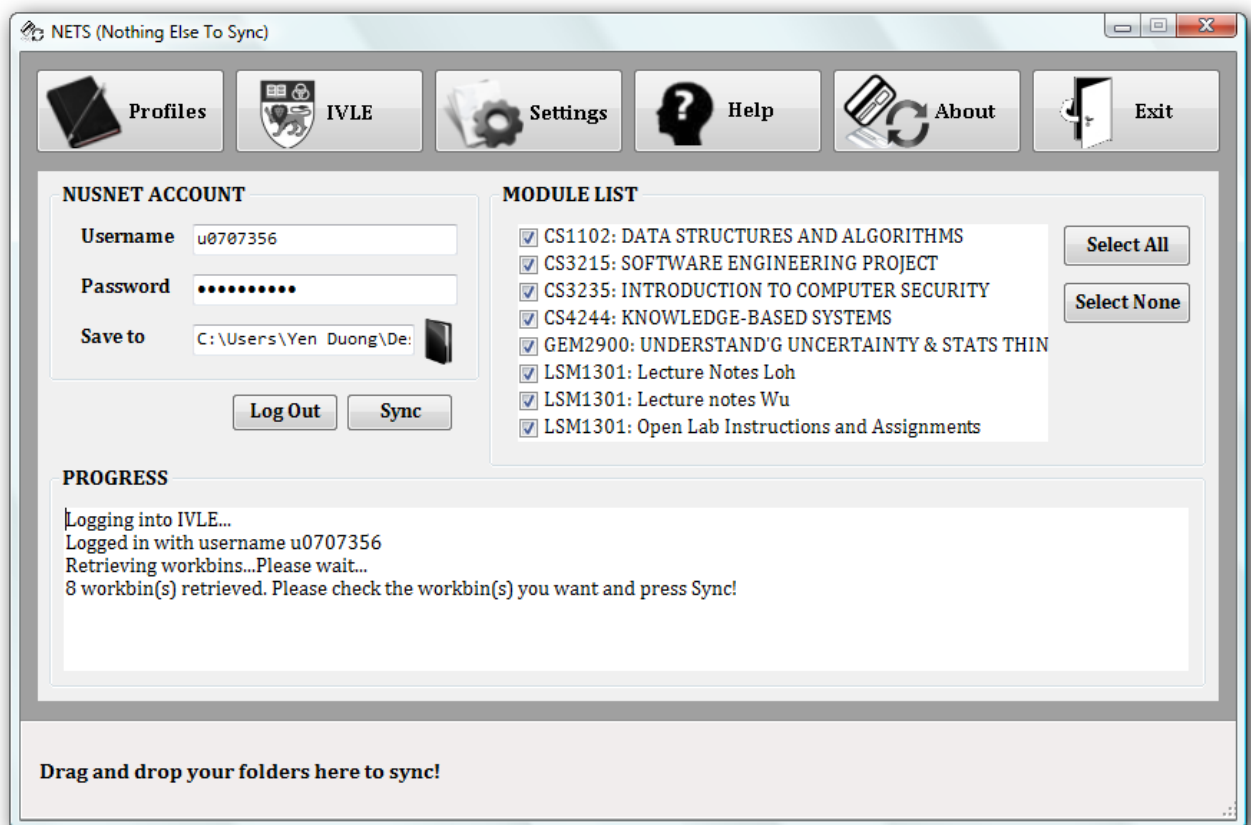 NETS (Nothing Else To Sync)
Profiles
IVLE
Settings
Help
About
Exit
NUSNET ACCOUNT
Username
u0707356
Password
••••••••••
Save to
C:\Users\Yen Duong\De:
Log Out
Sync
MODULE LIST
CS1102: DATA STRUCTURES AND ALGORITHMS
CS3215: SOFTWARE ENGINEERING PROJECT
CS3235: INTRODUCTION TO COMPUTER SECURITY
CS4244: KNOWLEDGE-BASED SYSTEMS
GEM2900: UNDERSTAND'G UNCERTAINTY & STATS THIN
LSM1301: Lecture Notes Loh
LSM1301: Lecture notes Wu
LSM1301: Open Lab Instructions and Assignments
Select All
Select None
PROGRESS
Logging into IVLE...
Logged in with username u0707356
Retrieving workbins...Please wait...
8 workbin(s) retrieved. Please check the workbin(s) you want and press Sync!
Drag and drop your folders here to sync!